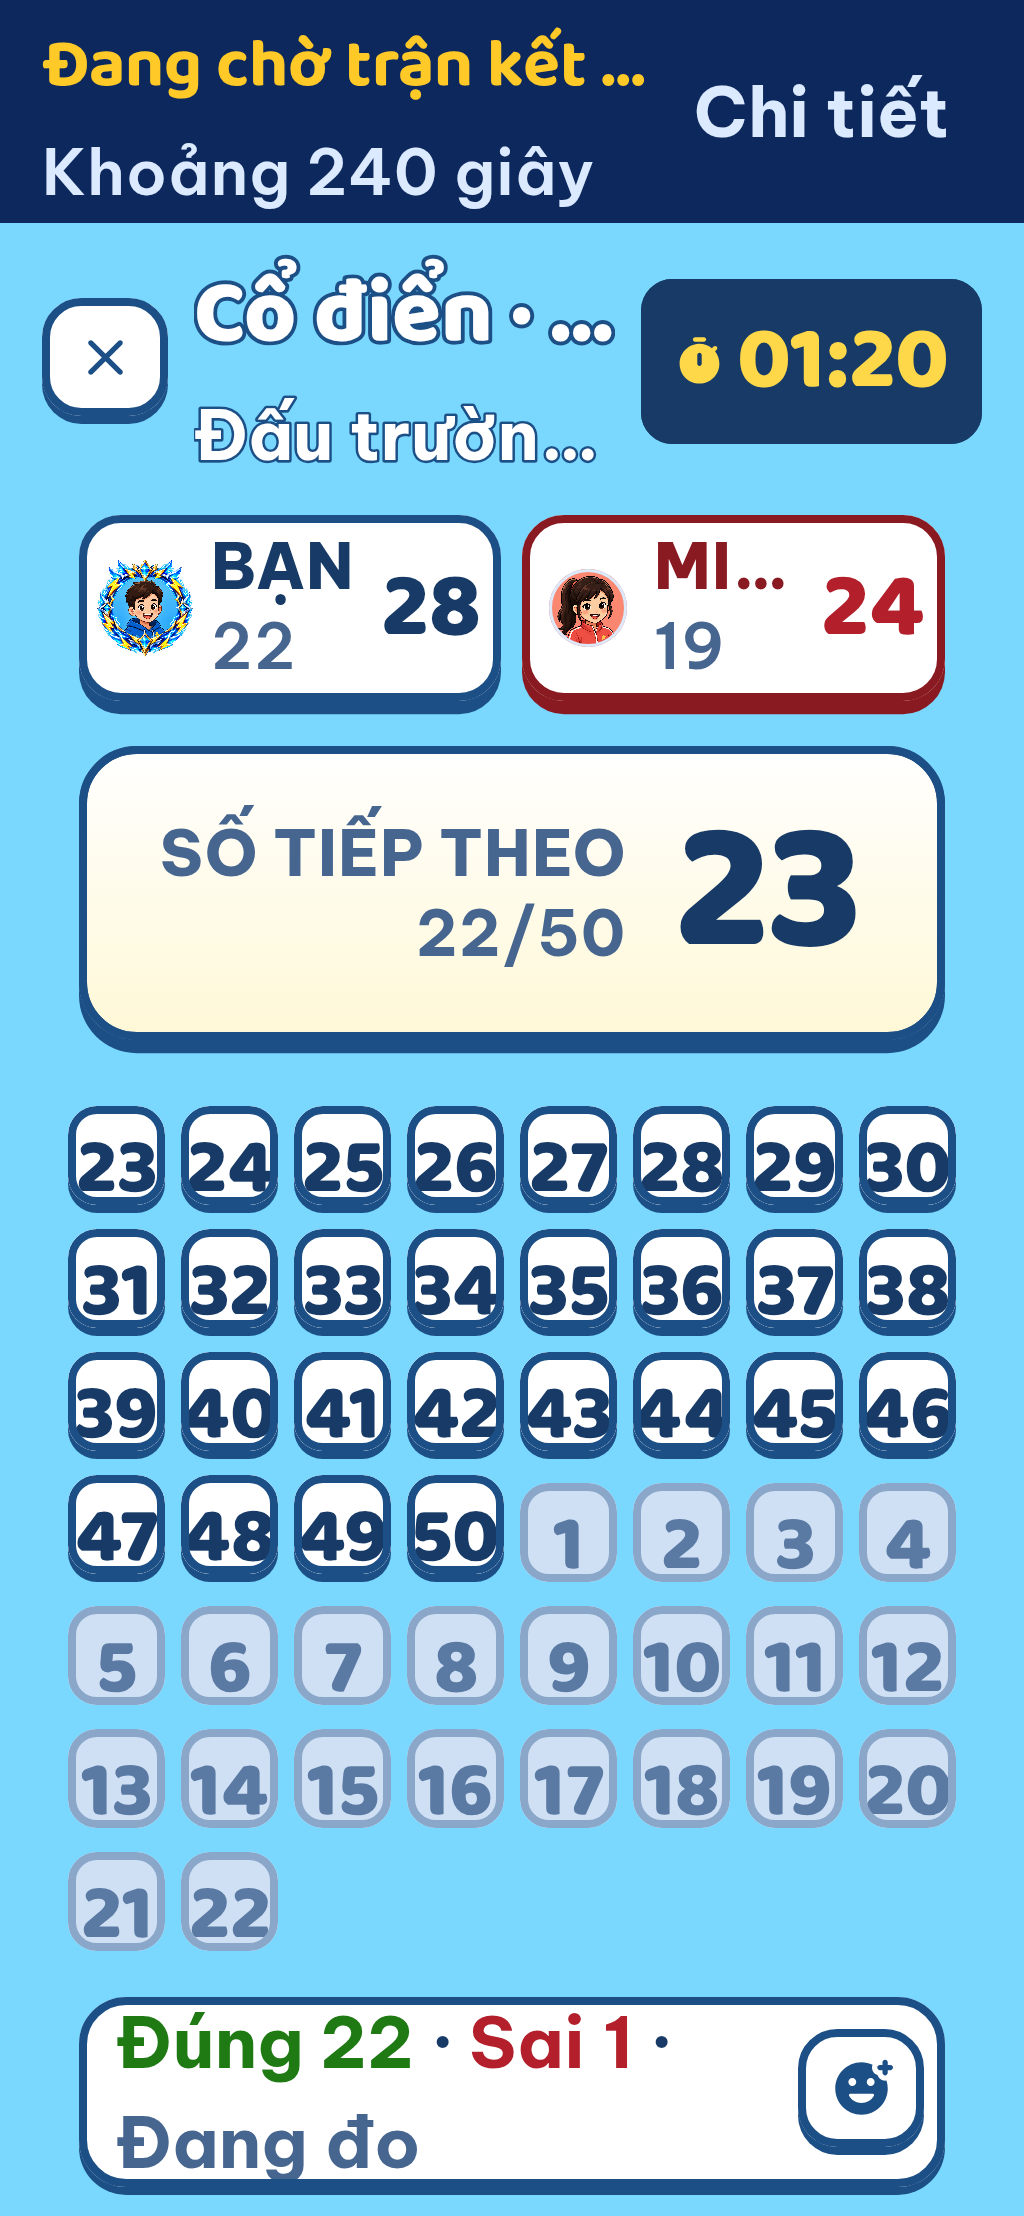 Đang chờ trận kết ...
Khoảng 240 giây
Chi tiết
Cổ điển · ...
Đấu trườn...
01:20
BẠN
22
28
MI...
19
24
SỐ TIẾP THEO
22/50
23
23 24 25 26 27 28 29 30
31 32 33 34 35 36 37 38
39 40 41 42 43 44 45 46
47 48 49 50 1 2 3 4
5 6 7 8 9 10 11 12
13 14 15 16 17 18 19 20
21 22
Đúng 22 · Sai 1 ·
Đang đo